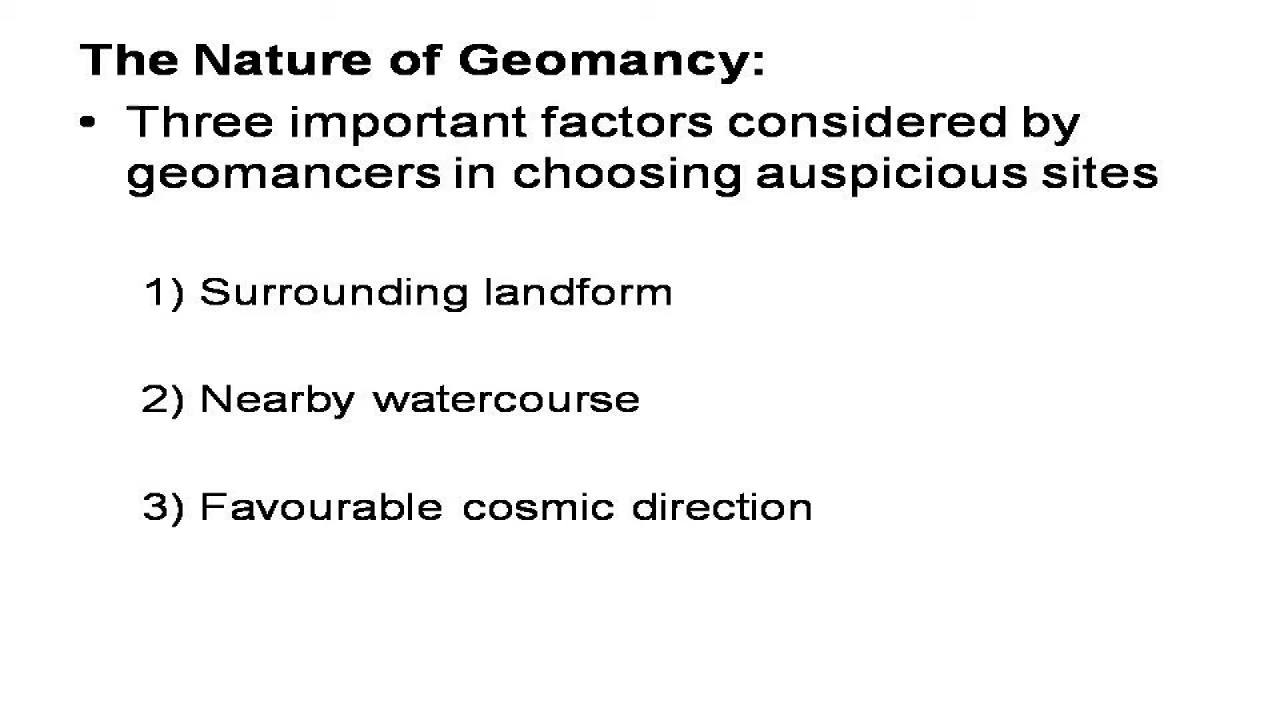 The Nature of Geomancy:
• Three important factors considered by
geomancers in choosing auspicious sites
1) Surrounding landform
2) Nearby watercourse
3) Favourable cosmic direction